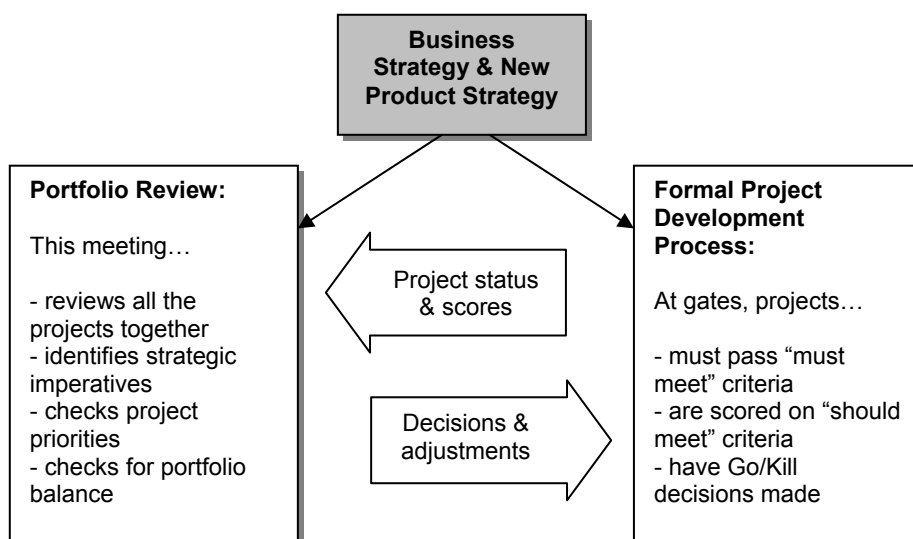 Business
Strategy & New
Product Strategy
Portfolio Review:
This meeting…
- reviews all the
projects together
- identifies strategic
imperatives
- checks project
priorities
- checks for portfolio
balance
Project status
& scores
Decisions &
adjustments
Formal Project
Development
Process:
At gates, projects…
- must pass “must
meet” criteria
- are scored on “should
meet” criteria
- have Go/Kill
decisions made